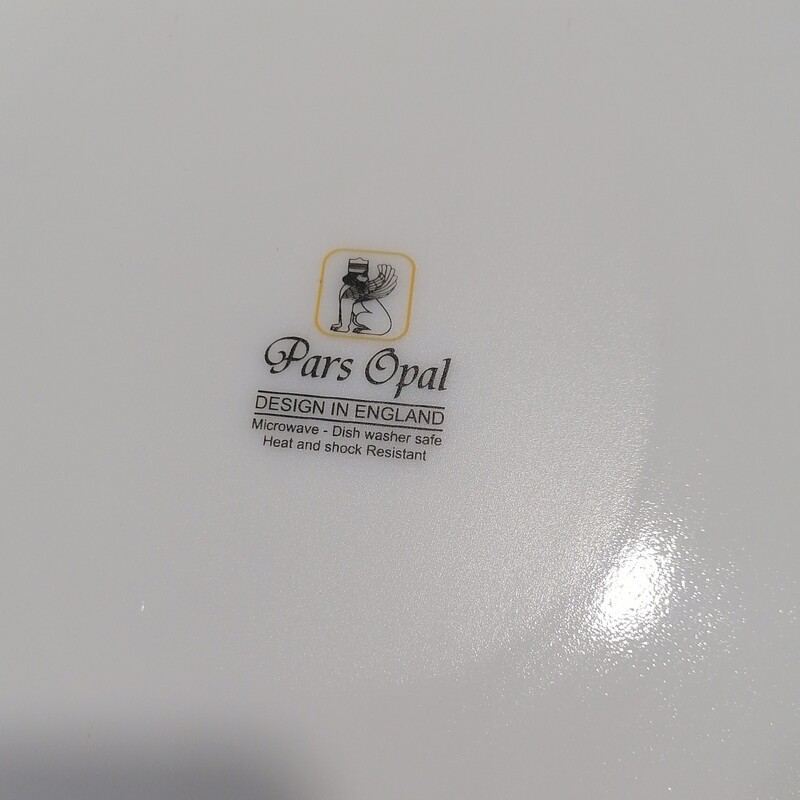 Pars Opal
DESIGN IN ENGLAND
Microwave - Dish washer safe
Heat and shock Resistant